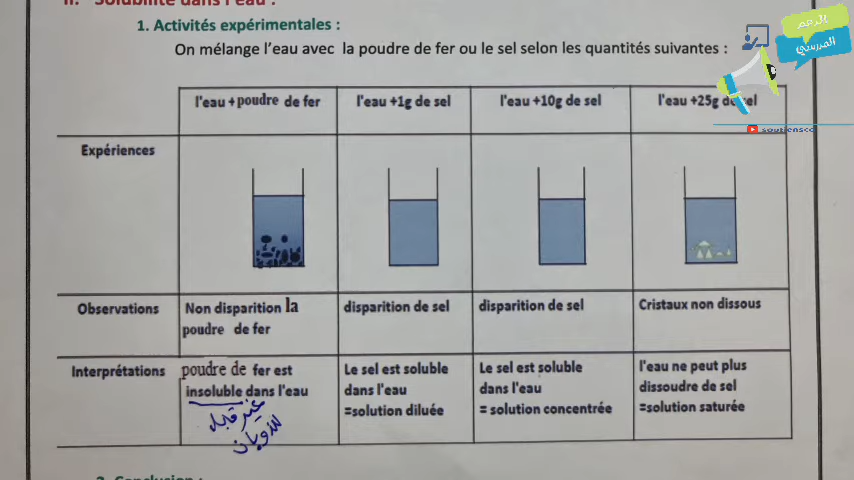 II. Solubilité dans l'eau :
1. Activités expérimentales :
On mélange l'eau avec la poudre de fer ou le sel selon les quantités suivantes :
l'eau +poudre de fer
l'eau +1g de sel
l'eau +10g de sel
l'eau +25g de sel
Expériences
Observations
Non disparition la
poudre de fer
disparition de sel
disparition de sel
Cristaux non dissous
Interprétations
poudre de fer est
insoluble dans l'eau
غير قابل
للذوبان
Le sel est soluble
dans l'eau
=solution diluée
Le sel est soluble
dans l'eau
= solution concentrée
l'eau ne peut plus
dissoudre de sel
=solution saturée
2. Conclusion :
الدعم
المدرسي